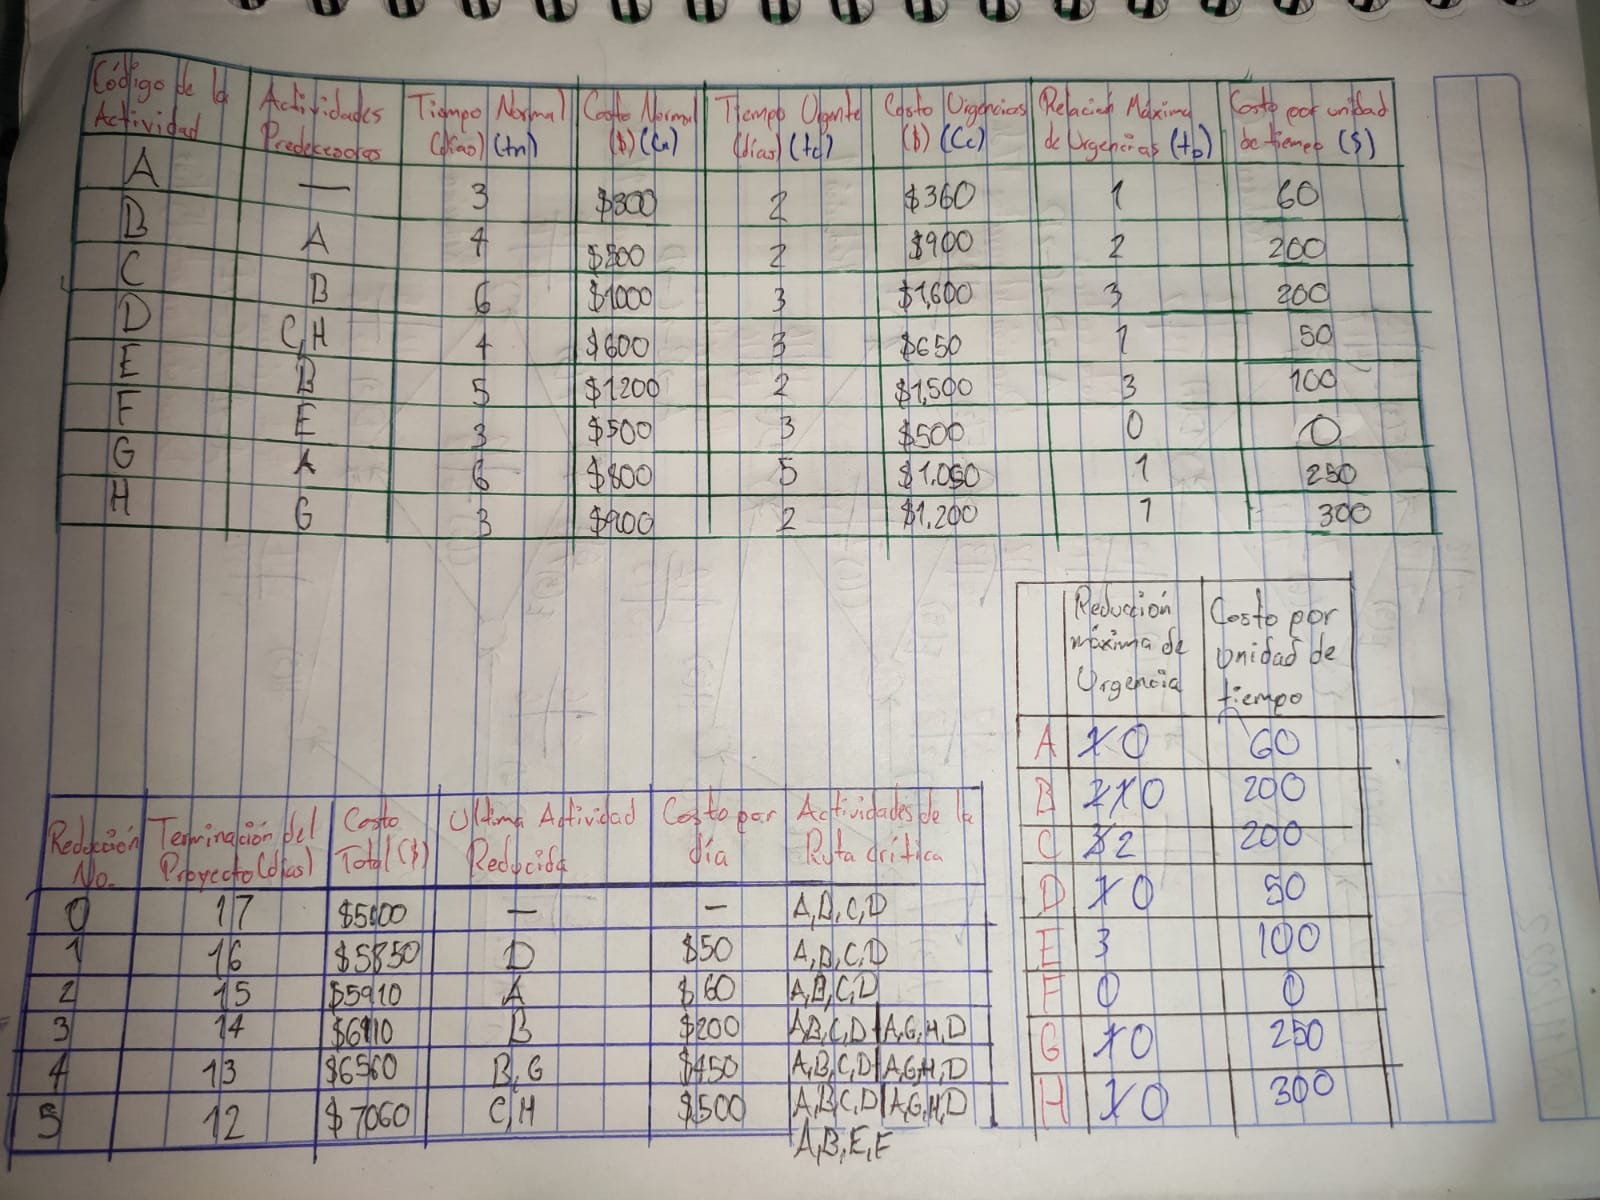 Código de la Actividad | Actividades Predecesoras | Tiempo Normal (días) (tn) | Costo Normal ($) (Cn) | Tiempo Urgente (días) (tc) | Costo Urgencias ($) (Cc) | Relación Máxima de Urgencias (tb) | Costo por unidad de tiempo ($)
A | — | 3 | $300 | 2 | $360 | 1 | 60
B | A | 4 | $500 | 2 | $900 | 2 | 200
C | B | 6 | $1000 | 3 | $1,600 | 3 | 200
D | C,H | 4 | $600 | 3 | $650 | 1 | 50
E | B | 5 | $1200 | 2 | $1,500 | 3 | 100
F | E | 3 | $500 | 3 | $500 | 0 | 0
G | A | 6 | $800 | 5 | $1,050 | 1 | 250
H | G | 3 | $900 | 2 | $1,200 | 1 | 300
Reducción máxima de Urgencia | Costo por unidad de tiempo
A | 1 0 | 60
B | 2 1 0 | 200
C | 3 2 | 200
D | 1 0 | 50
E | 3 | 100
F | 0 | 0
G | 1 0 | 250
H | 1 0 | 300
Reducción No. | Terminación del Proyecto (días) | Costo Total ($) | Ultima Actividad Reducida | Costo por día | Actividades de la Ruta crítica
0 | 17 | | — | — | A,B,C,D
1 | 16 | $5850 | D | $50 | A,B,C,D
2 | 15 | $5910 | A | $60 | A,B,C,D
3 | 14 | $6110 | B | $200 | A,B,C,D | A,G,H,D
4 | 13 | $6560 | B,G | $450 | A,B,C,D | A,G,H,D
5 | 12 | $7060 | C,H | $500 | A,B,C,D | A,G,H,D
A,B,E,F